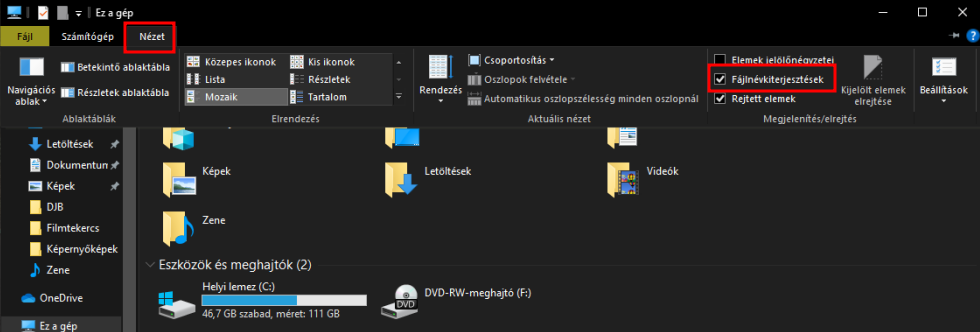 Ez a gép
Fájl
Számítógép
Nézet
Navigációs ablak
Betekintő ablaktábla
Részletek ablaktábla
Ablaktáblák
Közepes ikonok
Kis ikonok
Lista
Részletek
Mozaik
Tartalom
Elrendezés
Rendezés
Csoportosítás
Oszlopok felvétele
Automatikus oszlopszélesség minden oszlopnál
Aktuális nézet
Elemek jelölőnégyzetei
Fájlnévkiterjesztések
Rejtett elemek
Kijelölt elemek
elrejtése
Megjelenítés/elrejtés
Beállítások
Letöltések
Dokumentun
Képek
DJB
Filmtekercs
Képernyőképek
Zene
OneDrive
Ez a gép
Képek
Letöltések
Videók
Zene
Eszközök és meghajtók (2)
Helyi lemez (C:)
46,7 GB szabad, méret: 111 GB
DVD-RW-meghajtó (F:)
DVD